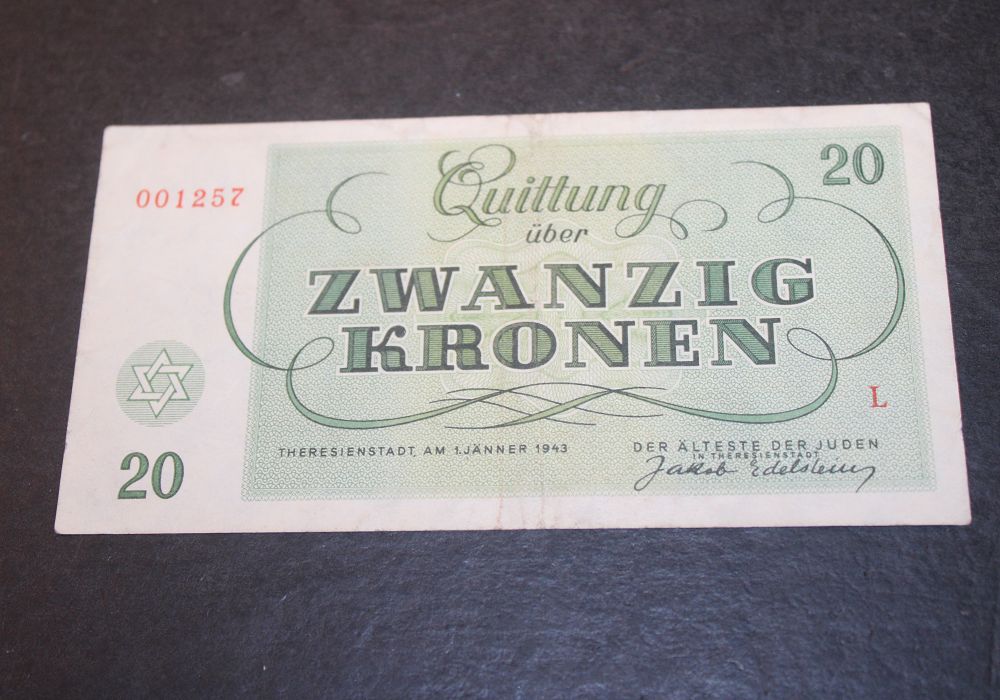 001257
20
Quittung
über
ZWANZIG
KRONEN
L
THERESIENSTADT, AM 1. JÄNNER 1943
DER ÄLTESTE DER JUDEN
IN THERESIENSTADT
Jakob Edelstein
20